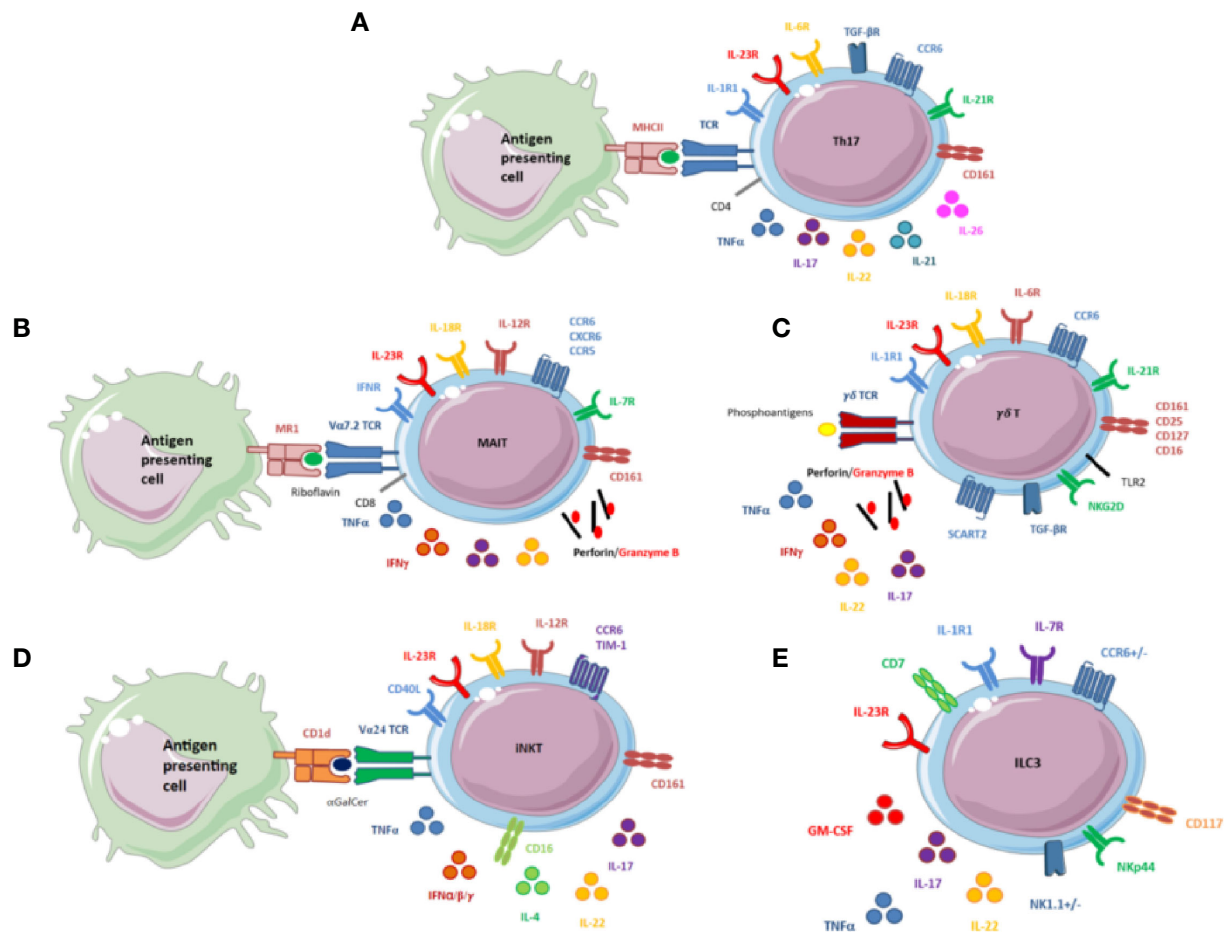 A
IL-6R
TGF-βR
CCR6
IL-23R
IL-1R1
IL-21R
MHCII
TCR
Antigen
presenting
cell
Th17
CD161
CD4
TNFα
IL-17
IL-22
IL-21
IL-26
B
IL-18R
IL-12R
CCR6
CXCR6
CCR5
IL-23R
IFNR
IL-7R
MR1
Vα7.2 TCR
Antigen
presenting
cell
MAIT
Riboflavin
CD8
CD161
TNFα
IFNγ
Perforin/Granzyme B
C
IL-18R
IL-6R
CCR6
IL-23R
IL-1R1
IL-21R
γδ TCR
Phosphoantigens
γδ T
CD161
CD25
CD127
CD16
Perforin/Granzyme B
TLR2
NKG2D
TNFα
SCART2
TGF-βR
IFNγ
IL-22
IL-17
D
IL-18R
IL-12R
CCR6
TIM-1
IL-23R
CD40L
CD1d
Vα24 TCR
Antigen
presenting
cell
iNKT
αGalCer
CD161
TNFα
CD16
IL-17
IFNα/β/γ
IL-4
IL-22
E
IL-1R1
IL-7R
CCR6+/-
CD7
IL-23R
ILC3
GM-CSF
CD117
IL-17
NKp44
NK1.1+/-
TNFα
IL-22